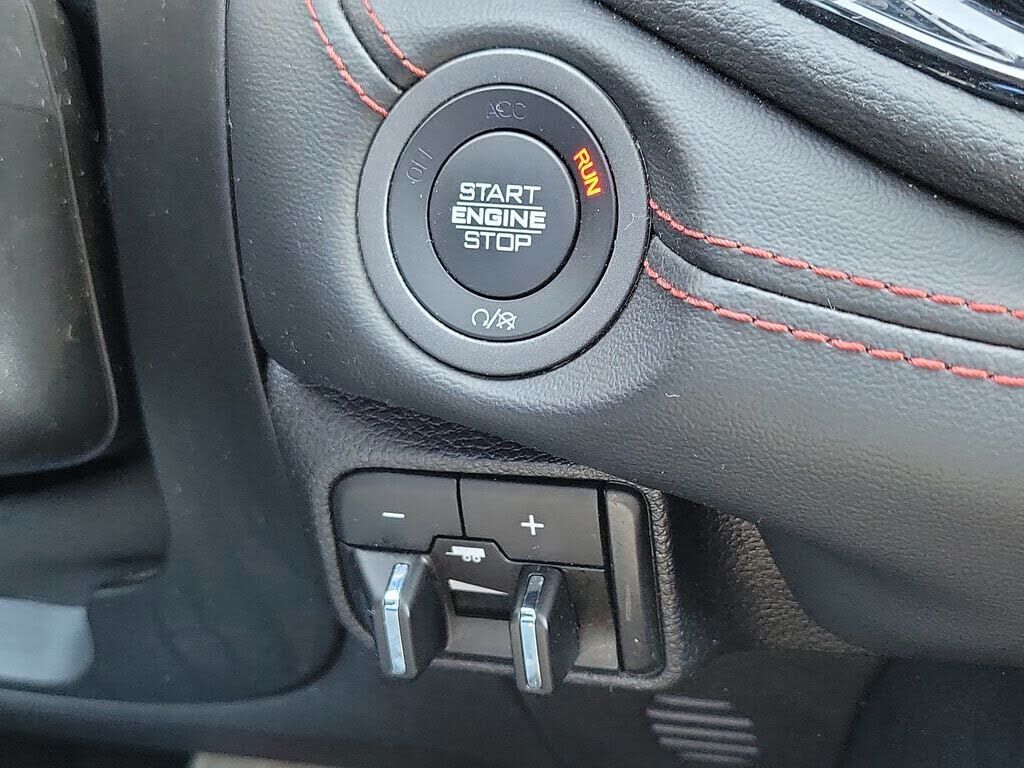 ACC
OFF
RUN
START
ENGINE
STOP
-
+